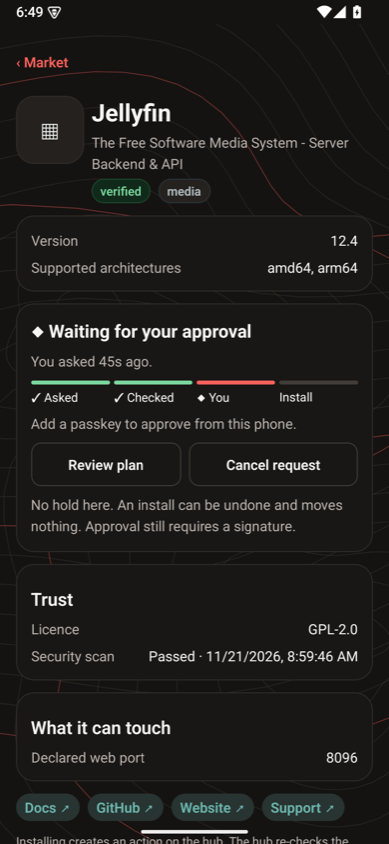 6:49
‹ Market
Jellyfin
The Free Software Media System - Server
Backend & API
verified media
Version 12.4
Supported architectures amd64, arm64
◆ Waiting for your approval
You asked 45s ago.
✓ Asked ✓ Checked ◆ You Install
Add a passkey to approve from this phone.
Review plan Cancel request
No hold here. An install can be undone and moves
nothing. Approval still requires a signature.
Trust
Licence GPL-2.0
Security scan Passed · 11/21/2026, 8:59:46 AM
What it can touch
Declared web port 8096
Docs ↗ GitHub ↗ Website ↗ Support ↗
Installing creates an action on the hub. The hub re-checks the